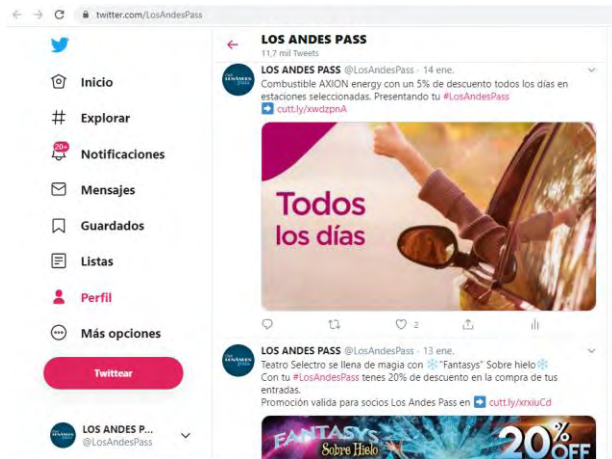 twitter.com/LosAndesPass
LOS ANDES PASS
11,7 mil Tweets
Inicio
Explorar
20+
Notificaciones
Mensajes
Guardados
Listas
Perfil
Más opciones
Twittear
LOS ANDES P...
@LosAndesPass
LOS ANDES PASS @LosAndesPass · 14 ene.
Combustible AXION energy con un 5% de descuento todos los días en
estaciones seleccionadas. Presentando tu #LosAndesPass
cutt.ly/xwdzpnA
Todos
los días
2
LOS ANDES PASS @LosAndesPass · 13 ene.
Teatro Selectro se llena de magia con "Fantasys" Sobre hielo
Con tu #LosAndesPass tenes 20% de descuento en la compra de tus
entradas.
Promoción valida para socios Los Andes Pass en cutt.ly/xrxiuCd
FANTASYS
Sobre Hielo
20% OFF